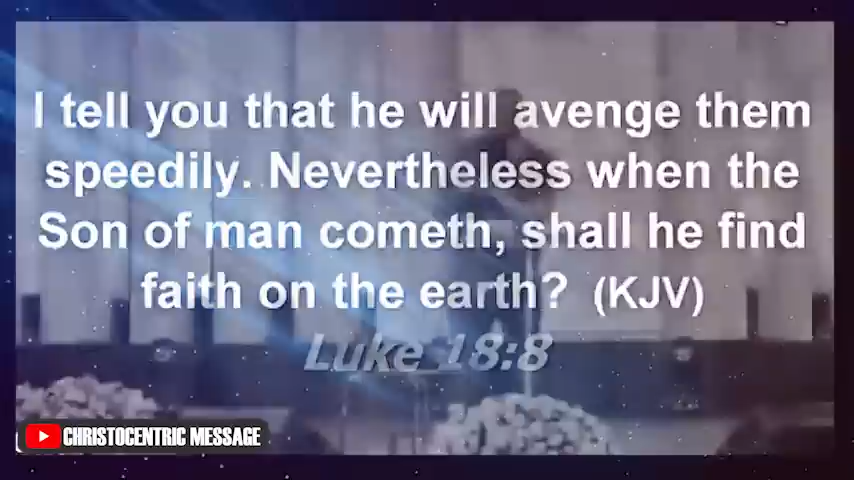 I tell you that he will avenge them
speedily. Nevertheless when the
Son of man cometh, shall he find
faith on the earth? (KJV)
Luke 18:8
CHRISTOCENTRIC MESSAGE